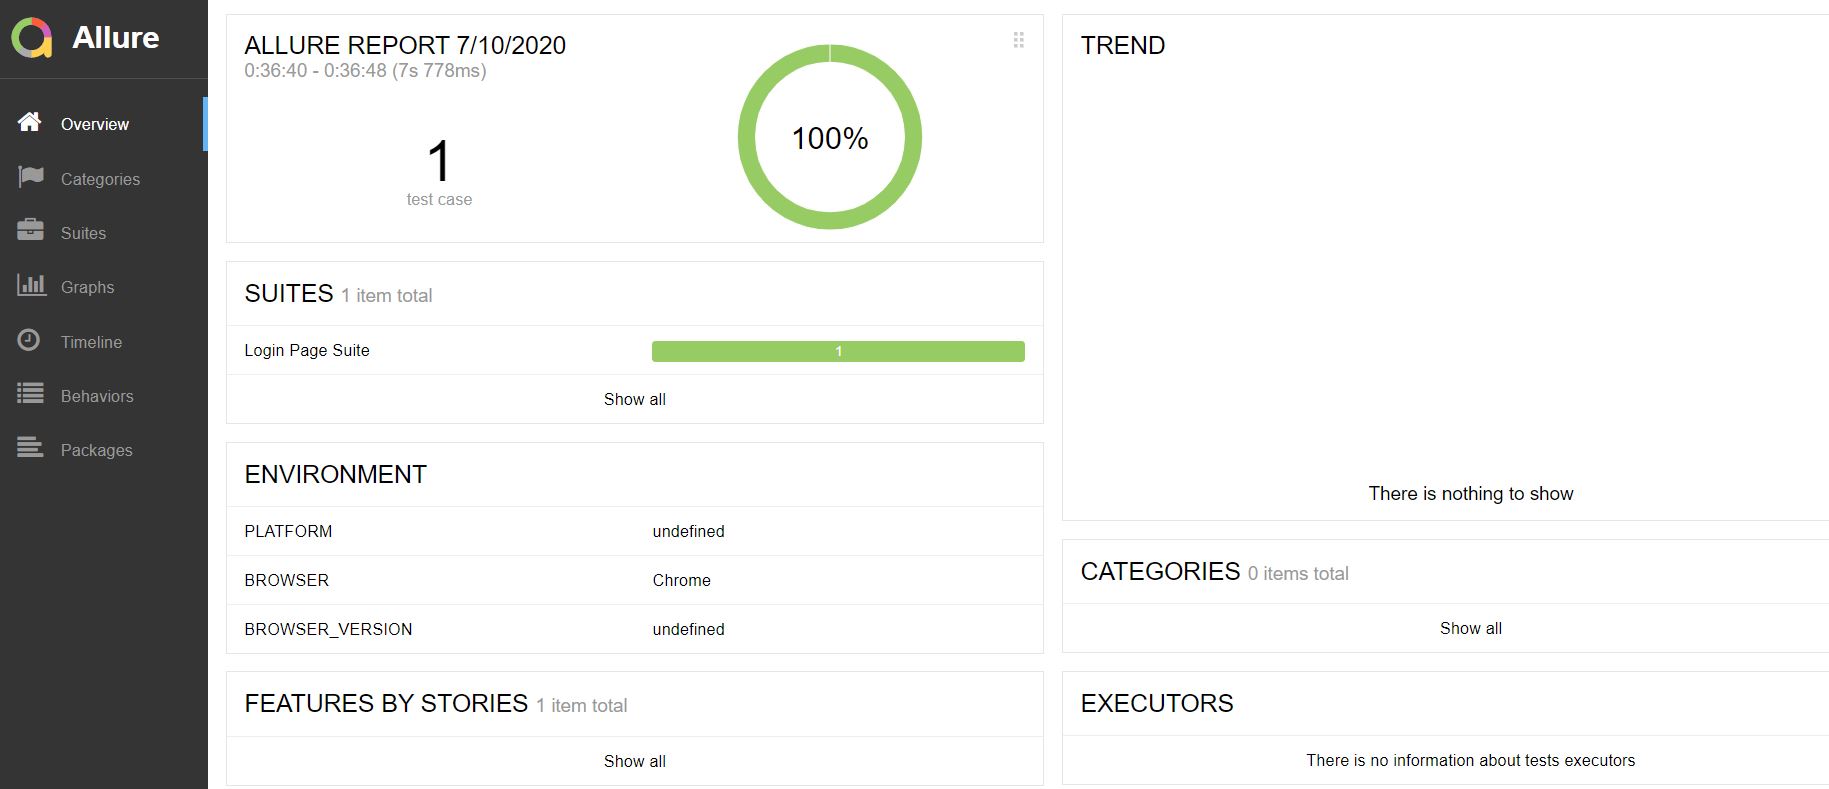 Allure
Overview
Categories
Suites
Graphs
Timeline
Behaviors
Packages
ALLURE REPORT 7/10/2020
0:36:40 - 0:36:48 (7s 778ms)
1
test case
100%
SUITES 1 item total
Login Page Suite 1
Show all
ENVIRONMENT
PLATFORM undefined
BROWSER Chrome
BROWSER_VERSION undefined
FEATURES BY STORIES 1 item total
Show all
TREND
There is nothing to show
CATEGORIES 0 items total
Show all
EXECUTORS
There is no information about tests executors